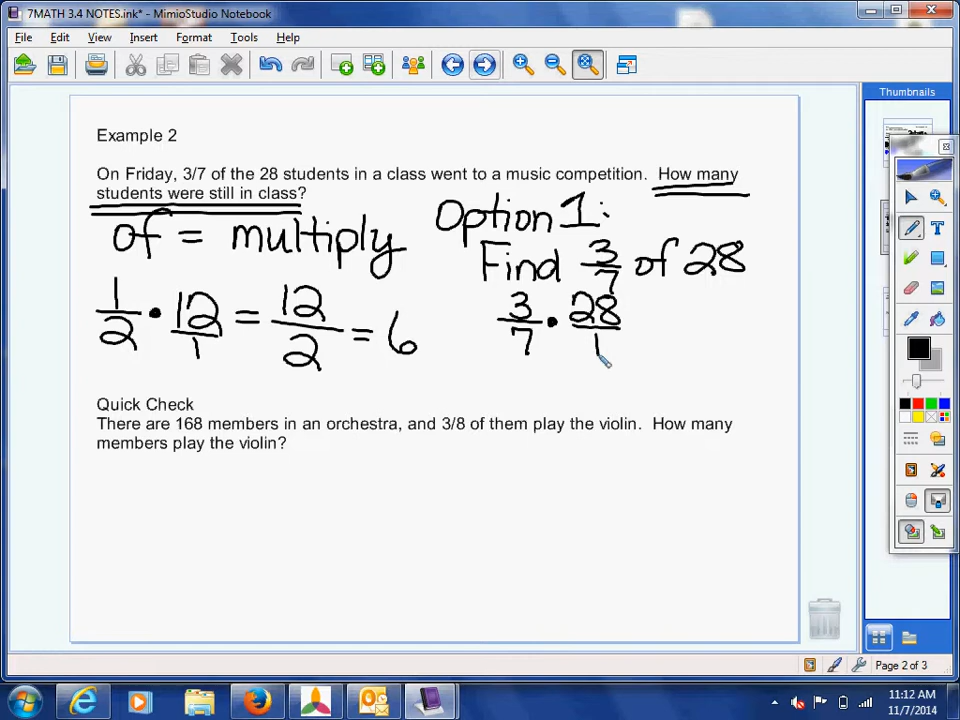 7MATH 3.4 NOTES.ink* - MimioStudio Notebook
File Edit View Insert Format Tools Help
Thumbnails
Example 2
On Friday, 3/7 of the 28 students in a class went to a music competition. How many
students were still in class?
of = multiply
Option 1:
Find 3/7 of 28
1/2 • 12/1 = 12/2 = 6
3/7 • 28/1
Quick Check
There are 168 members in an orchestra, and 3/8 of them play the violin. How many
members play the violin?
T
Page 2 of 3
11:12 AM
11/7/2014